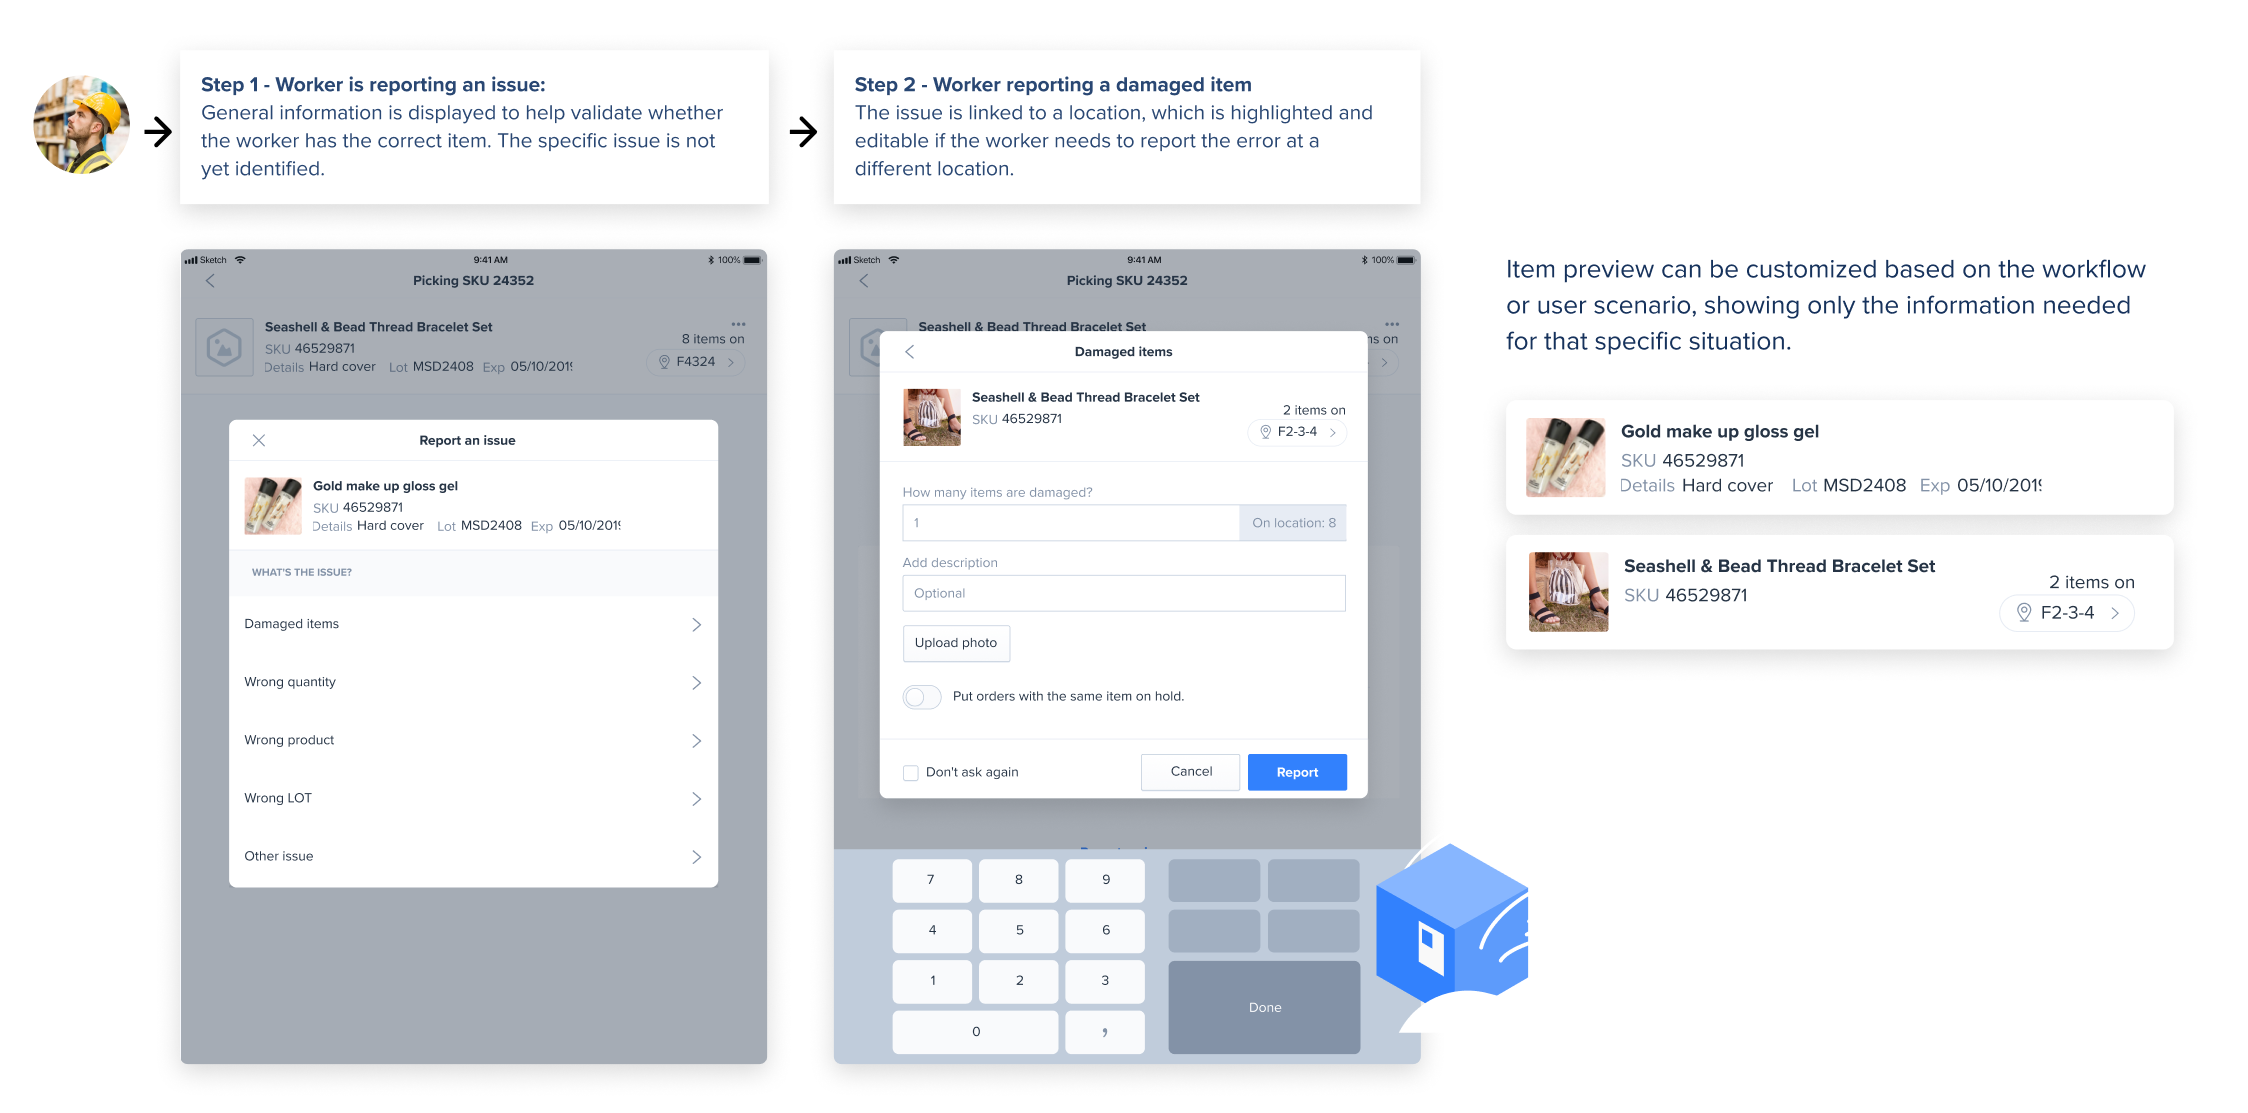 Step 1 - Worker is reporting an issue:
General information is displayed to help validate whether
the worker has the correct item. The specific issue is not
yet identified.
Step 2 - Worker reporting a damaged item
The issue is linked to a location, which is highlighted and
editable if the worker needs to report the error at a
different location.
Sketch 9:41 AM 100%
Picking SKU 24352
Seashell & Bead Thread Bracelet Set
8 items on
SKU 46529871
Details Hard cover Lot MSD2408 Exp 05/10/201
F4324
Report an issue
Gold make up gloss gel
SKU 46529871
Details Hard cover Lot MSD2408 Exp 05/10/201
WHAT'S THE ISSUE?
Damaged items
Wrong quantity
Wrong product
Wrong LOT
Other issue
Sketch 9:41 AM 100%
Picking SKU 24352
Seashell & Bead Thread Bracelet Set
ns on
Damaged items
Seashell & Bead Thread Bracelet Set
2 items on
SKU 46529871
F2-3-4
How many items are damaged?
1 On location: 8
Add description
Optional
Upload photo
Put orders with the same item on hold.
Don't ask again Cancel Report
7 8 9
4 5 6
1 2 3
Done
0 ,
Item preview can be customized based on the workflow
or user scenario, showing only the information needed
for that specific situation.
Gold make up gloss gel
SKU 46529871
Details Hard cover Lot MSD2408 Exp 05/10/201
Seashell & Bead Thread Bracelet Set
2 items on
SKU 46529871
F2-3-4